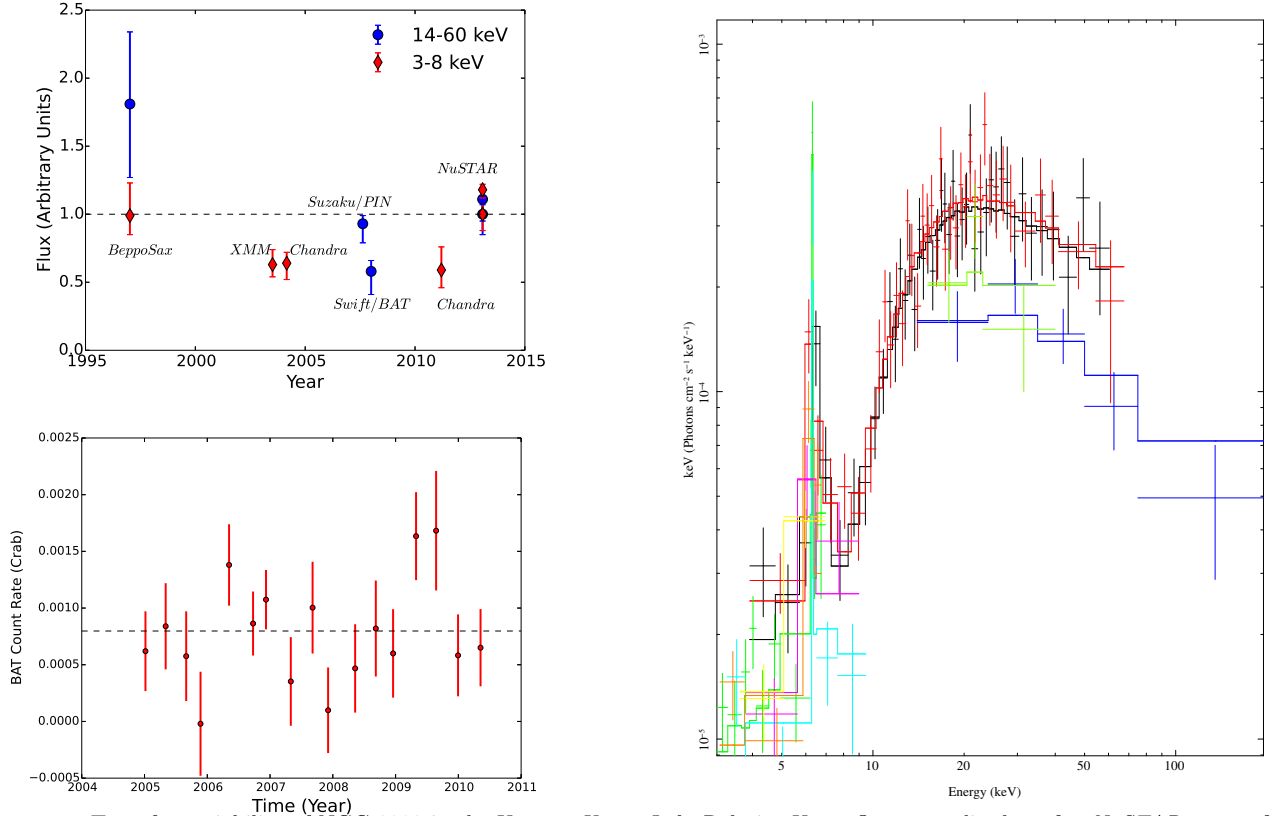 2.5
2.0
1.5
1.0
0.5
0.0
Flux (Arbitrary Units)
14-60 keV
3-8 keV
NuSTAR
Suzaku/PIN
BeppoSax
XMM
Chandra
Swift/BAT
Chandra
1995
2000
2005
2010
2015
Year
0.0025
0.0020
0.0015
0.0010
0.0005
0.0000
−0.0005
BAT Count Rate (Crab)
2004
2005
2006
2007
2008
2009
2010
2011
Time (Year)
10⁻³
10⁻⁴
10⁻⁵
keV (Photons cm⁻² s⁻¹ keV⁻¹)
5
10
20
50
100
Energy (keV)